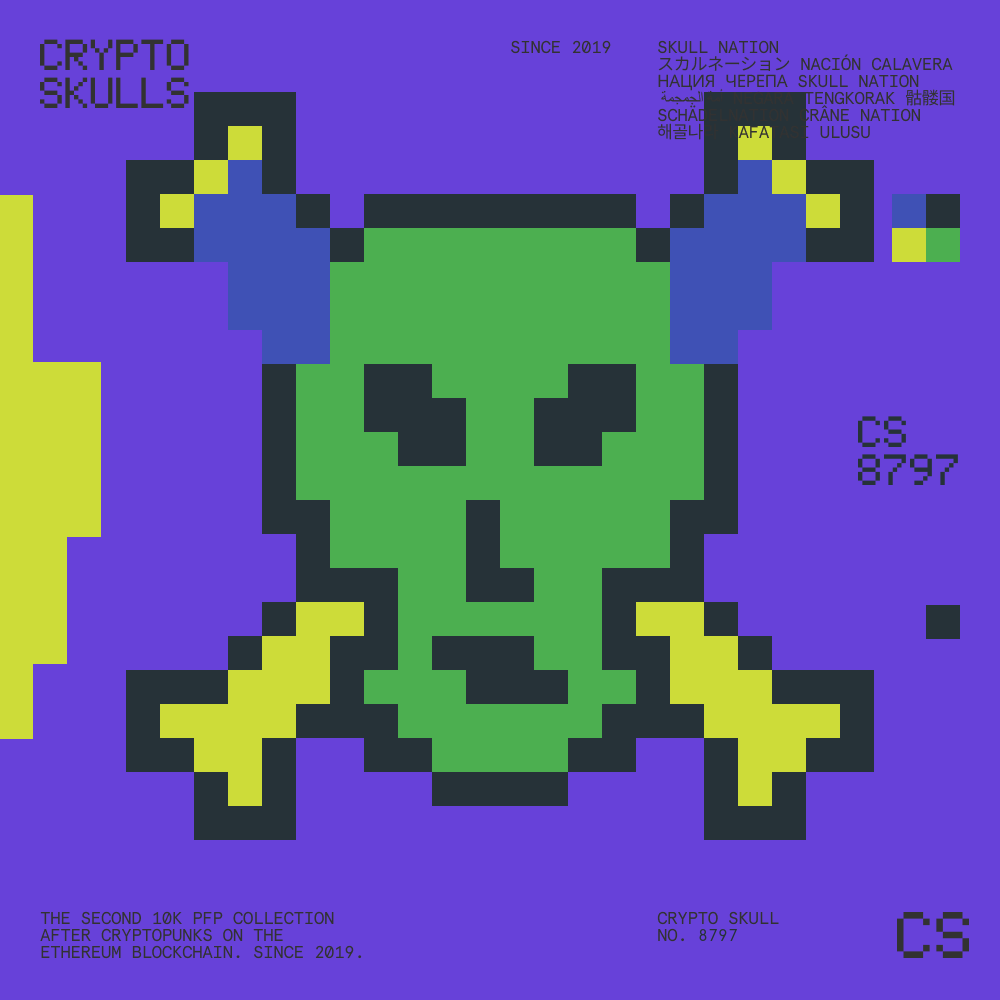 CRYPTO
SKULLS
SINCE 2019
SKULL NATION
スカルネーション NACIÓN CALAVERA
НАЦИЯ ЧЕРЕПА SKULL NATION
TENGKORAK 骷髅国
CRÂNE NATION
해골나 ULUSU
CS
8797
THE SECOND 10K PFP COLLECTION
AFTER CRYPTOPUNKS ON THE
ETHEREUM BLOCKCHAIN. SINCE 2019.
CRYPTO SKULL
NO. 8797
CS